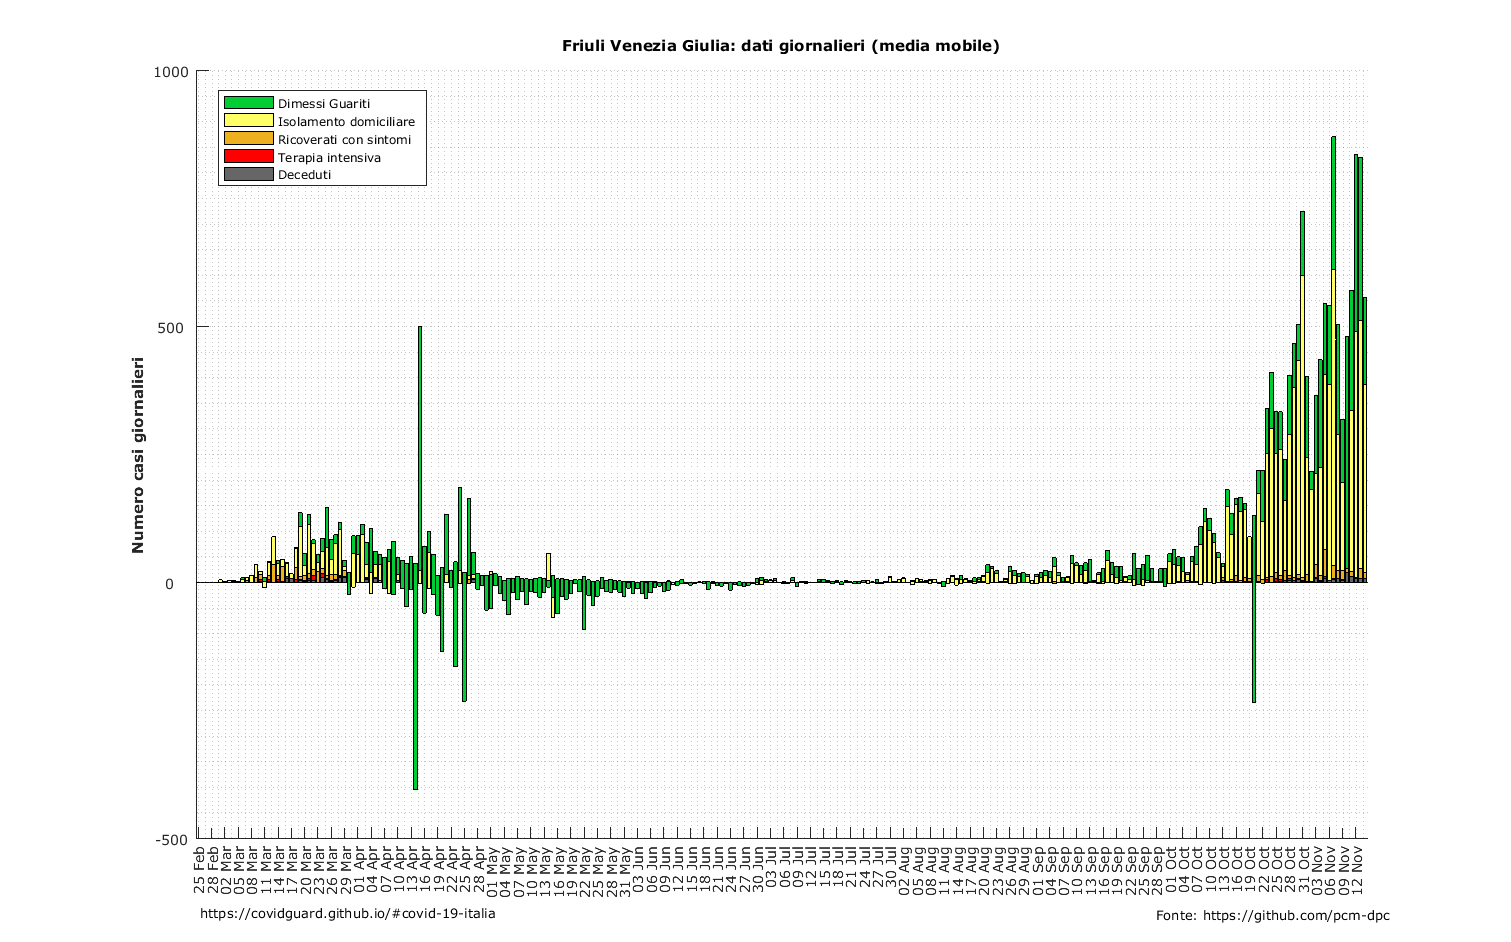 Friuli Venezia Giulia: dati giornalieri (media mobile)
1000
Dimessi Guariti
Isolamento domiciliare
Ricoverati con sintomi
Terapia intensiva
Deceduti
500
Numero casi giornalieri
0
-500
25 Feb
28 Feb
02 Mar
05 Mar
08 Mar
11 Mar
14 Mar
17 Mar
20 Mar
23 Mar
26 Mar
29 Mar
01 Apr
04 Apr
07 Apr
10 Apr
13 Apr
16 Apr
19 Apr
22 Apr
25 Apr
28 Apr
01 May
04 May
07 May
10 May
13 May
16 May
19 May
22 May
25 May
28 May
31 May
03 Jun
06 Jun
09 Jun
12 Jun
15 Jun
18 Jun
21 Jun
24 Jun
27 Jun
30 Jun
03 Jul
06 Jul
09 Jul
12 Jul
15 Jul
18 Jul
21 Jul
24 Jul
27 Jul
30 Jul
02 Aug
05 Aug
08 Aug
11 Aug
14 Aug
17 Aug
20 Aug
23 Aug
26 Aug
29 Aug
01 Sep
04 Sep
07 Sep
10 Sep
13 Sep
16 Sep
19 Sep
22 Sep
25 Sep
28 Sep
01 Oct
04 Oct
07 Oct
10 Oct
13 Oct
16 Oct
19 Oct
22 Oct
25 Oct
28 Oct
31 Oct
03 Nov
06 Nov
09 Nov
12 Nov
https://covidguard.github.io/#covid-19-italia
Fonte: https://github.com/pcm-dpc